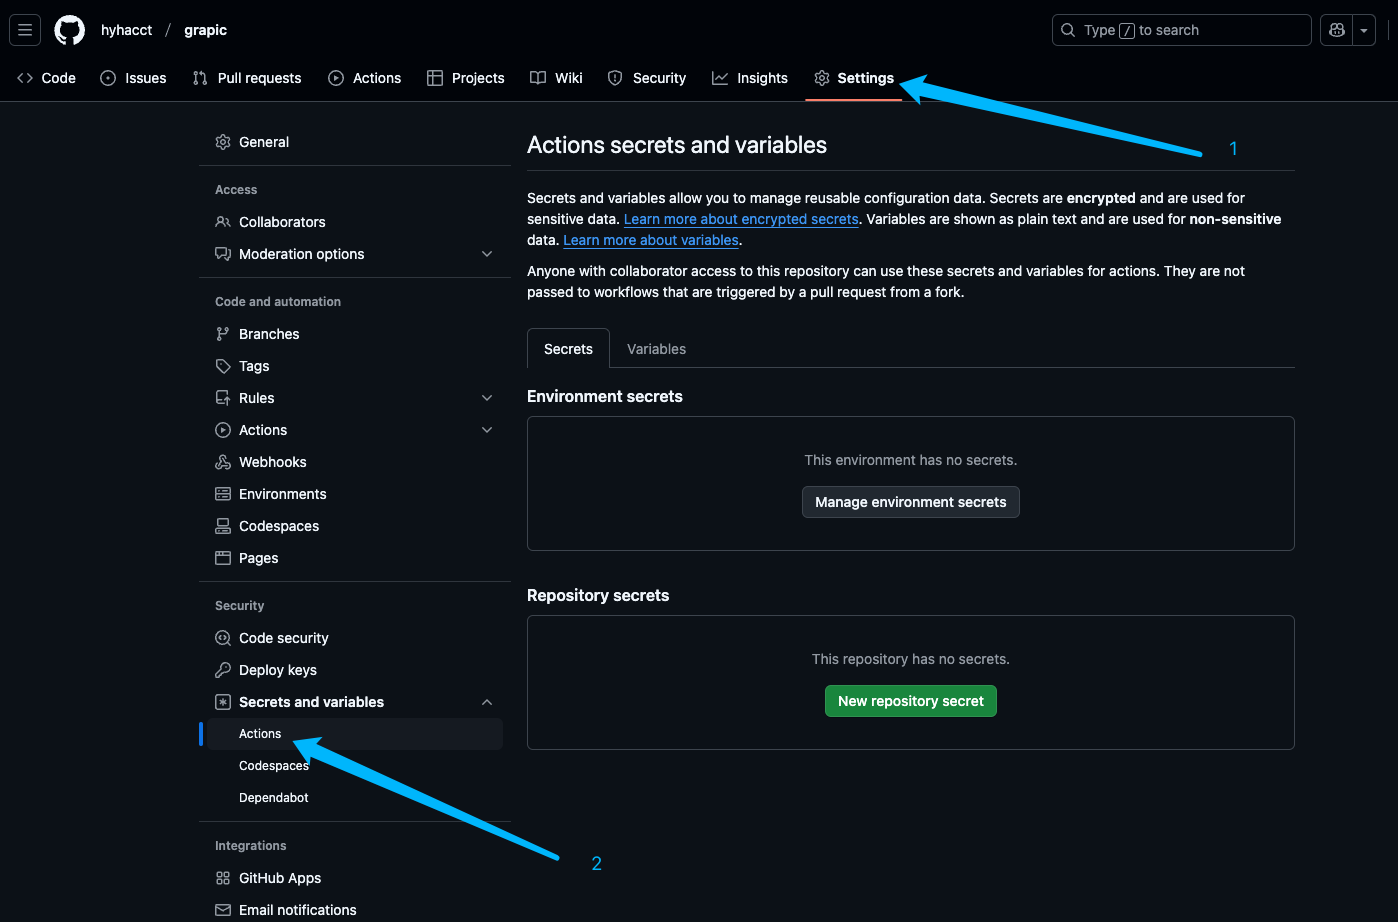 hyhacct / grapic
Type / to search
Code Issues Pull requests Actions Projects Wiki Security Insights Settings
1
General
Access
Collaborators
Moderation options
Code and automation
Branches
Tags
Rules
Actions
Webhooks
Environments
Codespaces
Pages
Security
Code security
Deploy keys
Secrets and variables
Actions
Codespaces
Dependabot
2
Integrations
GitHub Apps
Email notifications
Actions secrets and variables
Secrets and variables allow you to manage reusable configuration data. Secrets are encrypted and are used for
sensitive data. Learn more about encrypted secrets. Variables are shown as plain text and are used for non-sensitive
data. Learn more about variables.
Anyone with collaborator access to this repository can use these secrets and variables for actions. They are not
passed to workflows that are triggered by a pull request from a fork.
Secrets Variables
Environment secrets
This environment has no secrets.
Manage environment secrets
Repository secrets
This repository has no secrets.
New repository secret